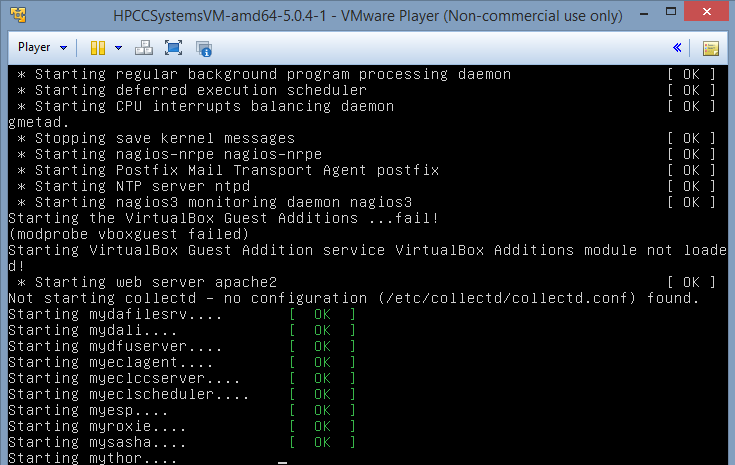 HPCCSystemsVM-amd64-5.0.4-1 - VMware Player (Non-commercial use only)
Player
* Starting regular background program processing daemon [ OK ]
* Starting deferred execution scheduler [ OK ]
* Starting CPU interrupts balancing daemon [ OK ]
gmetad.
* Stopping save kernel messages [ OK ]
* Starting nagios-nrpe nagios-nrpe [ OK ]
* Starting Postfix Mail Transport Agent postfix [ OK ]
* Starting NTP server ntpd [ OK ]
* Starting nagios3 monitoring daemon nagios3 [ OK ]
Starting the VirtualBox Guest Additions ...fail!
(modprobe vboxguest failed)
Starting VirtualBox Guest Addition service VirtualBox Additions module not loade
d!
* Starting web server apache2 [ OK ]
Not starting collectd - no configuration (/etc/collectd/collectd.conf) found.
Starting mydafilesrv.... [ OK ]
Starting mydali.... [ OK ]
Starting mydfuserver.... [ OK ]
Starting myeclagent.... [ OK ]
Starting myeclccserver.... [ OK ]
Starting myeclscheduler.... [ OK ]
Starting myesp.... [ OK ]
Starting myroxie.... [ OK ]
Starting mysasha.... [ OK ]
Starting mythor....